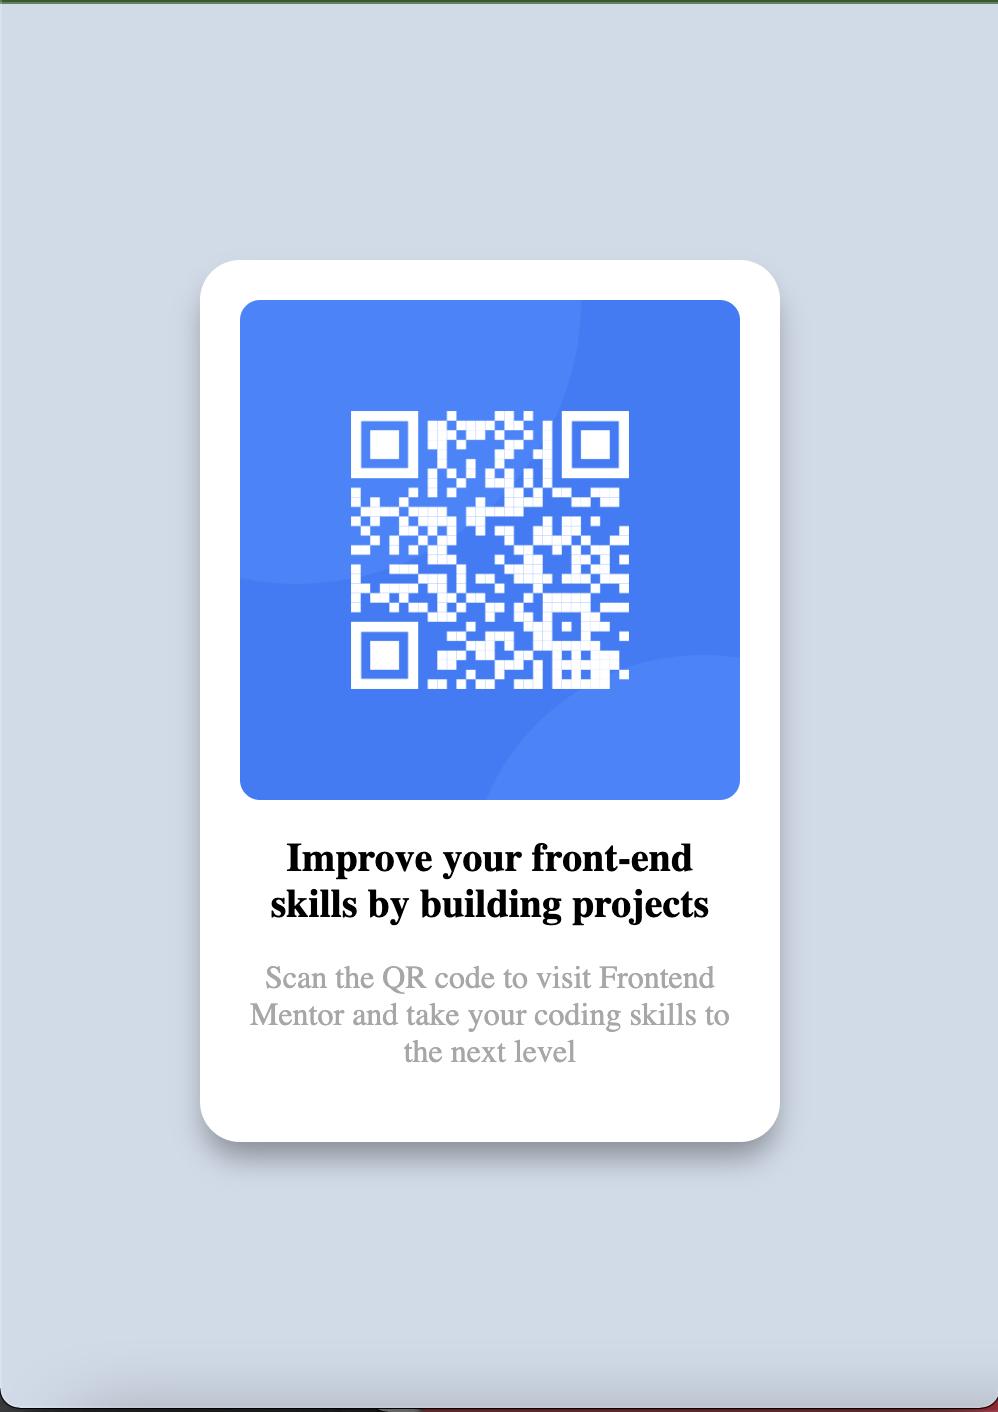 Improve your front-end
skills by building projects
Scan the QR code to visit Frontend
Mentor and take your coding skills to
the next level